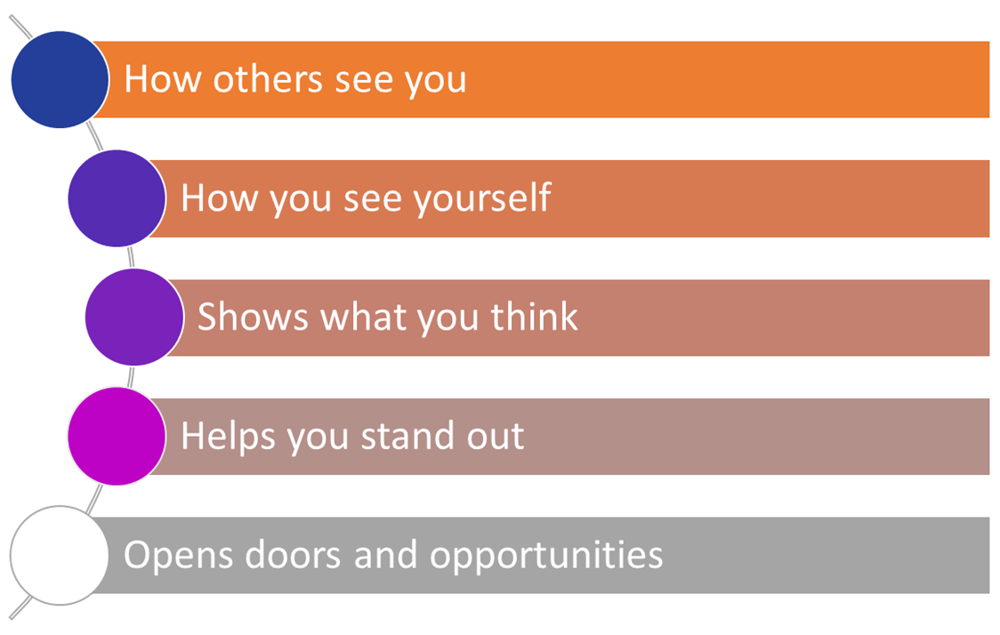 How others see you
How you see yourself
Shows what you think
Helps you stand out
Opens doors and opportunities